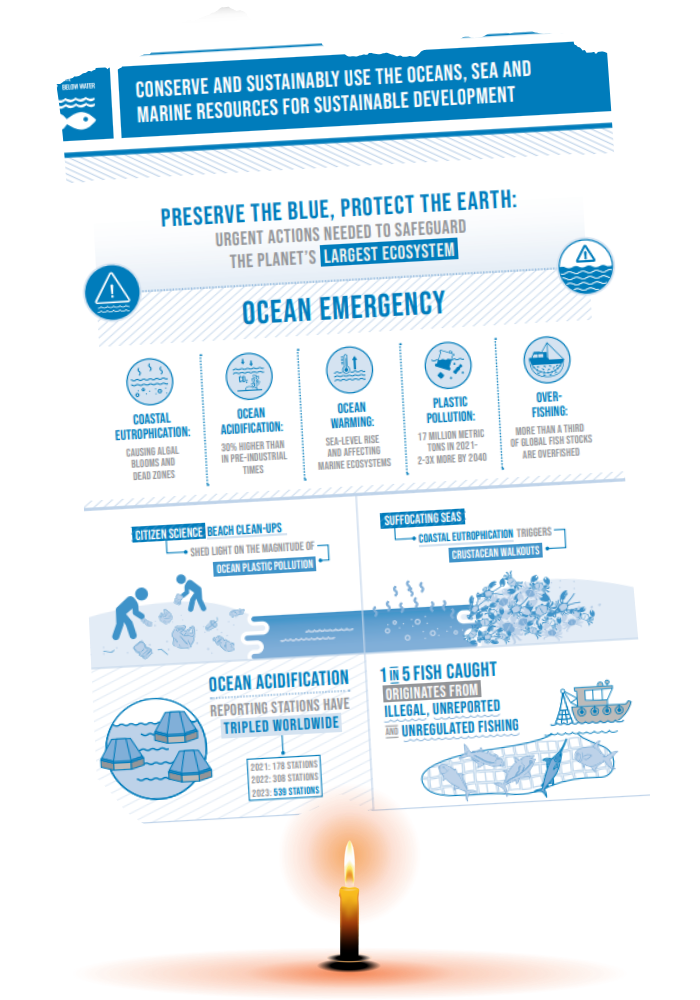 BELOW WATER
CONSERVE AND SUSTAINABLY USE THE OCEANS, SEA AND
MARINE RESOURCES FOR SUSTAINABLE DEVELOPMENT
PRESERVE THE BLUE, PROTECT THE EARTH:
URGENT ACTIONS NEEDED TO SAFEGUARD
THE PLANET'S LARGEST ECOSYSTEM
OCEAN EMERGENCY
COASTAL
EUTROPHICATION:
CAUSING ALGAL
BLOOMS AND
DEAD ZONES
CO₂
OCEAN
ACIDIFICATION:
30% HIGHER THAN
IN PRE-INDUSTRIAL
TIMES
OCEAN
WARMING:
SEA-LEVEL RISE
AND AFFECTING
MARINE ECOSYSTEMS
PLASTIC
POLLUTION:
17 MILLION METRIC
TONS IN 2021-
2-3X MORE BY 2040
OVER-
FISHING:
MORE THAN A THIRD
OF GLOBAL FISH STOCKS
ARE OVERFISHED
CITIZEN SCIENCE BEACH CLEAN-UPS
SHED LIGHT ON THE MAGNITUDE OF
OCEAN PLASTIC POLLUTION
SUFFOCATING SEAS
COASTAL EUTROPHICATION TRIGGERS
CRUSTACEAN WALKOUTS
OCEAN ACIDIFICATION
REPORTING STATIONS HAVE
TRIPLED WORLDWIDE
2021: 178 STATIONS
2022: 308 STATIONS
2023: 539 STATIONS
1 IN 5 FISH CAUGHT
ORIGINATES FROM
ILLEGAL, UNREPORTED
AND UNREGULATED FISHING